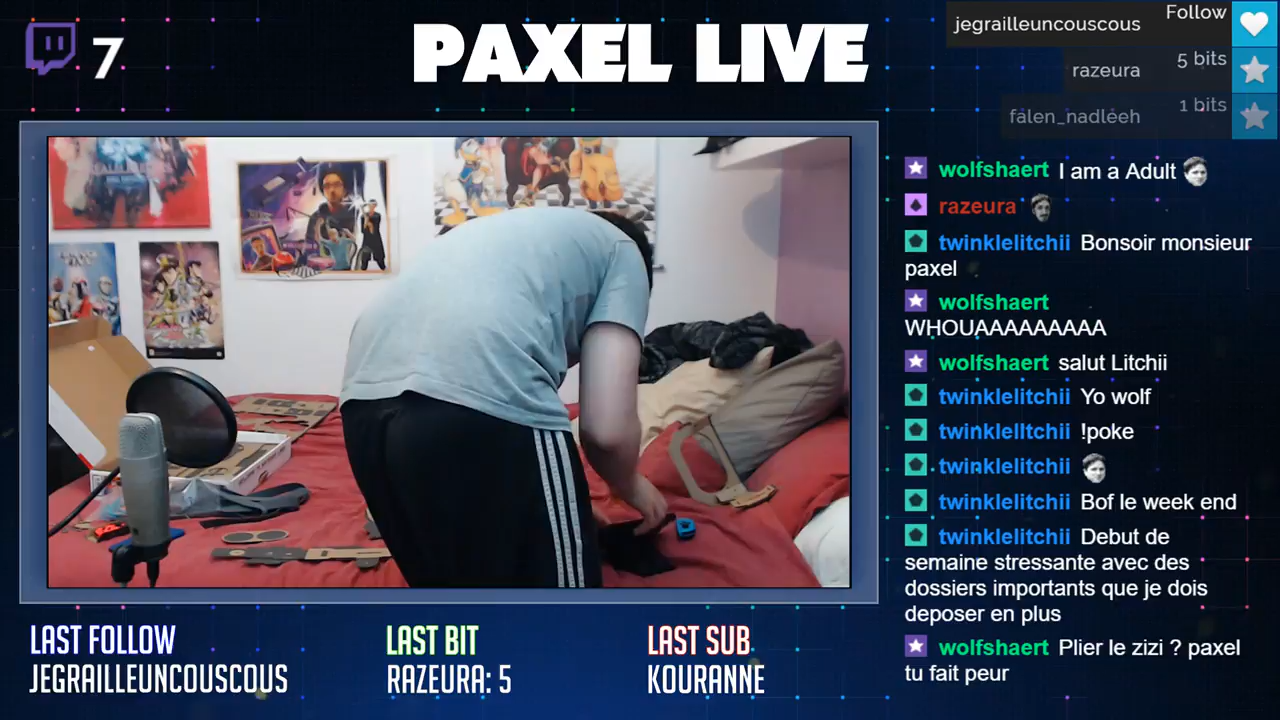 7
PAXEL LIVE
jegrailleuncouscous Follow
razeura 5 bits
falen_nadleeh 1 bits
wolfshaert I am a Adult
razeura
twinklelitchii Bonsoir monsieur
paxel
wolfshaert
WHOUAAAAAAAAA
wolfshaert salut Litchii
twinklelitchii Yo wolf
twinklelitchii !poke
twinklelitchii
twinklelitchii Bof le week end
twinklelitchii Debut de
semaine stressante avec des
dossiers importants que je dois
deposer en plus
wolfshaert Plier le zizi ? paxel
tu fait peur
LAST FOLLOW
JEGRAILLEUNCOUSCOUS
LAST BIT
RAZEURA: 5
LAST SUB
KOURANNE